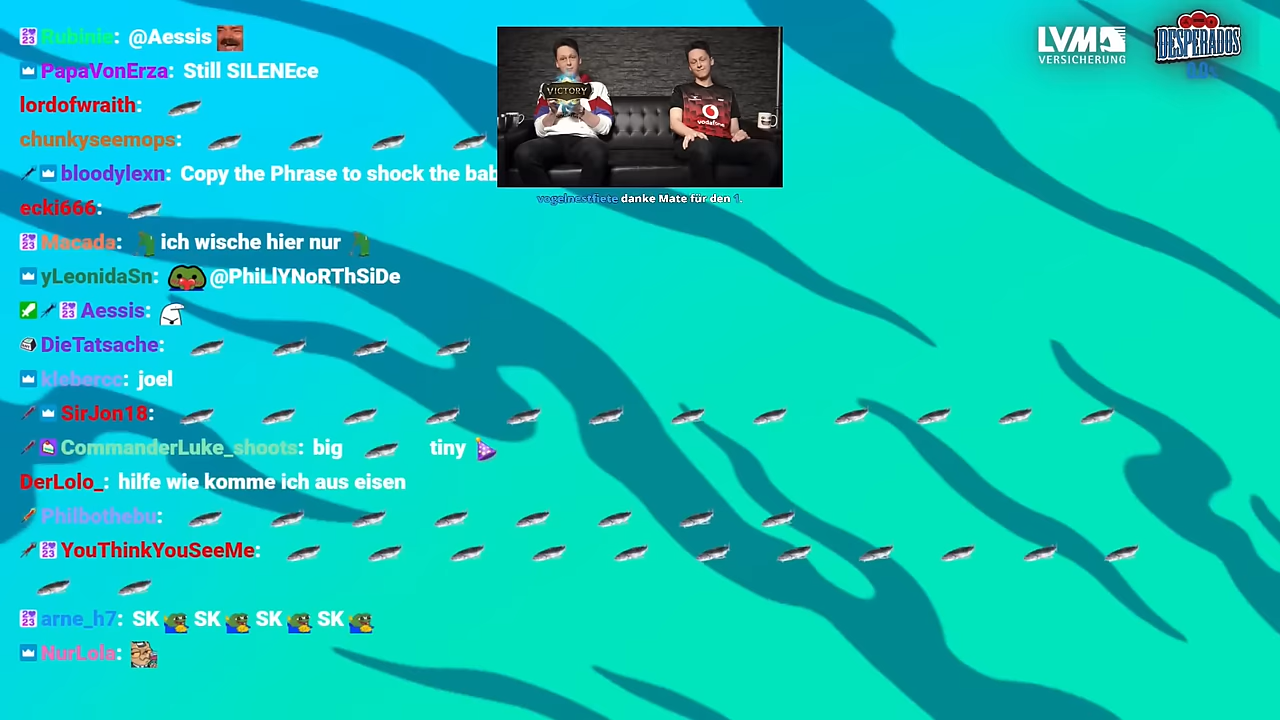 Rubinie: @Aessis
PapaVonErza: Still SILENEce
lordofwraith:
chunkyseemops:
bloodylexn: Copy the Phrase to shock the bab
ecki666:
Macada: ich wische hier nur
yLeonidaSn: @PhiLlYNoRThSiDe
Aessis:
DieTatsache:
klebercc: joel
SirJon18:
CommanderLuke_shoots: big tiny
DerLolo_: hilfe wie komme ich aus eisen
Philbothebu:
YouThinkYouSeeMe:
arne_h7: SK SK SK SK
NurLola:
VICTORY
vodafone
vogelnestfiete danke Mate für den 1.
LVM
VERSICHERUNG
DESPERADOS